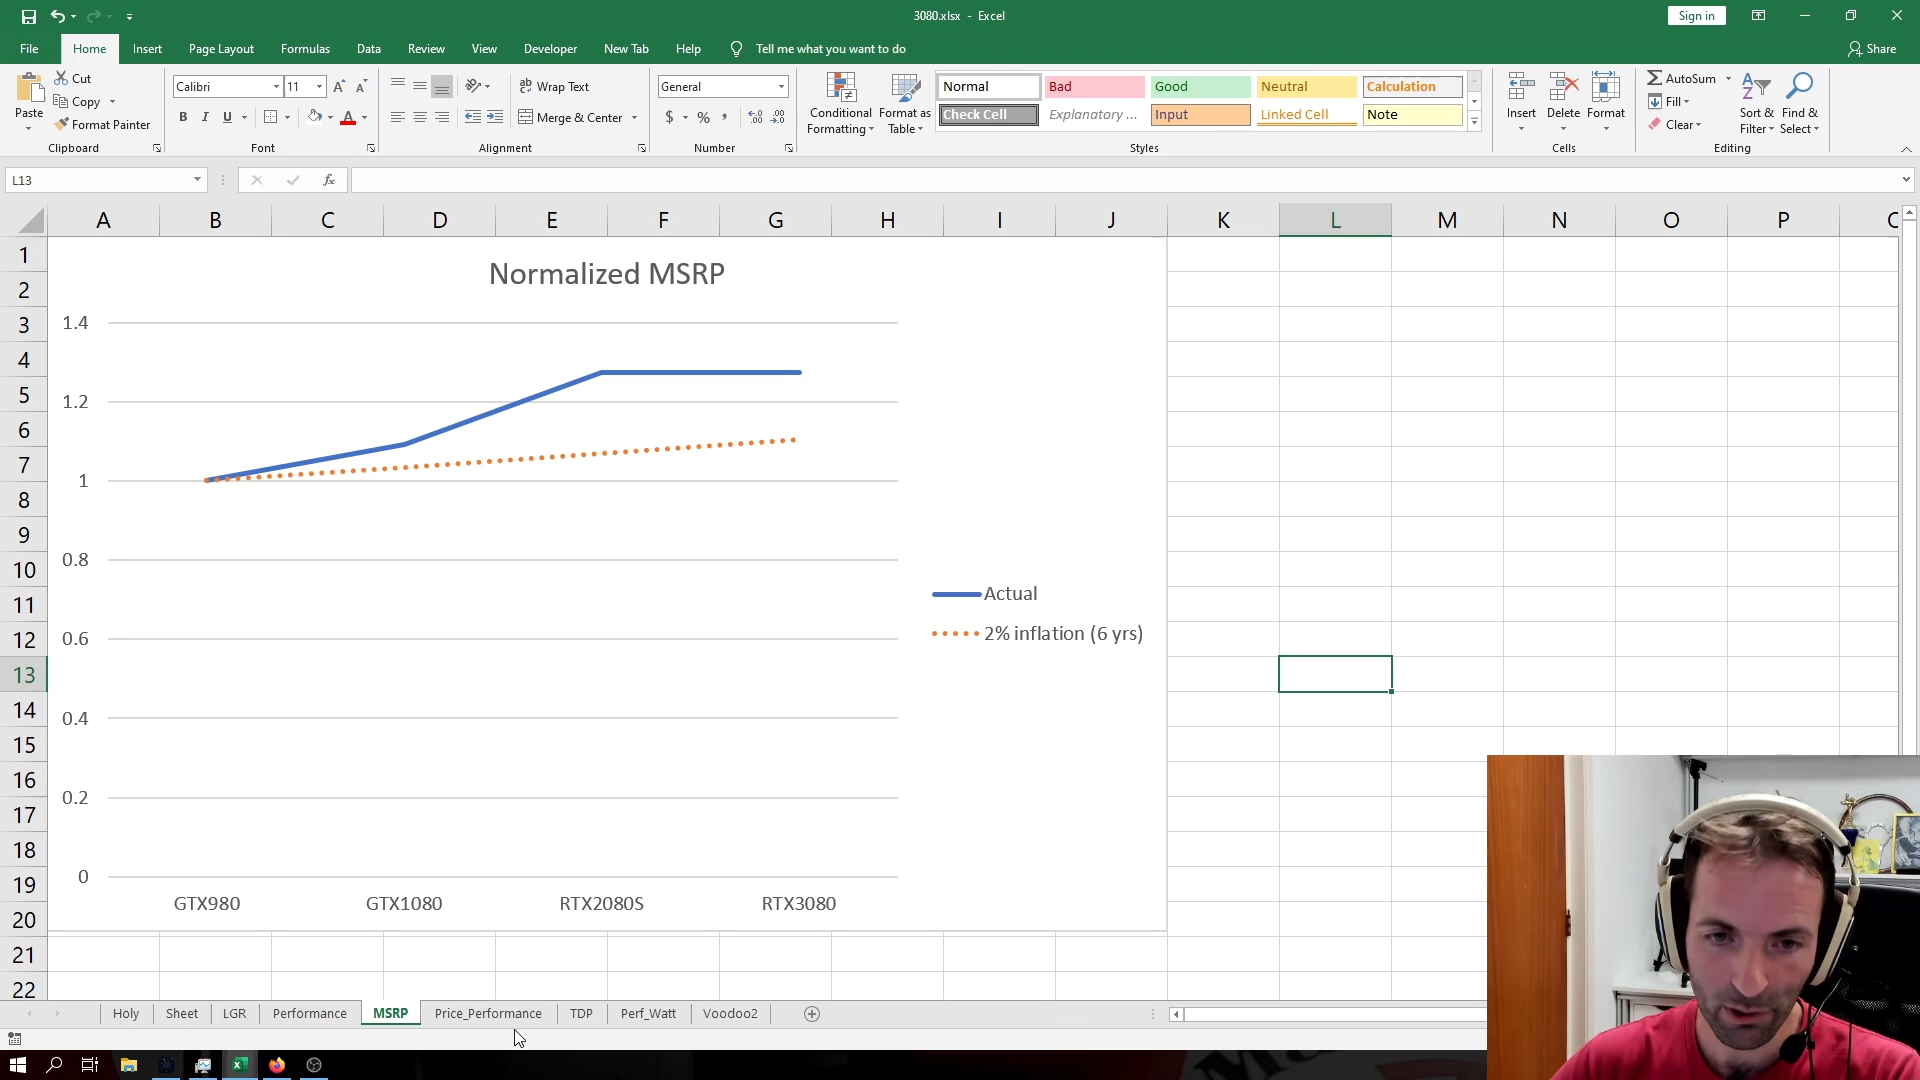 3080.xlsx - Excel
Sign in
File Home Insert Page Layout Formulas Data Review View Developer New Tab Help Tell me what you want to do Share
Paste
Cut
Copy
Format Painter
Clipboard
Calibri 11
B I U
Font
Wrap Text
Merge & Center
Alignment
General
$ % ,
Number
Conditional Formatting
Format as Table
Normal Bad Good Neutral Calculation
Check Cell Explanatory ... Input Linked Cell Note
Styles
Insert Delete Format
Cells
AutoSum
Fill
Clear
Sort & Filter
Find & Select
Editing
L13 fx
A B C D E F G H I J K L M N O P
1
2
3
4
5
6
7
8
9
10
11
12
13
14
15
16
17
18
19
20
21
22
Normalized MSRP
1.4
1.2
1
0.8
0.6
0.4
0.2
0
GTX980 GTX1080 RTX2080S RTX3080
Actual
2% inflation (6 yrs)
Holy Sheet LGR Performance MSRP Price_Performance TDP Perf_Watt Voodoo2